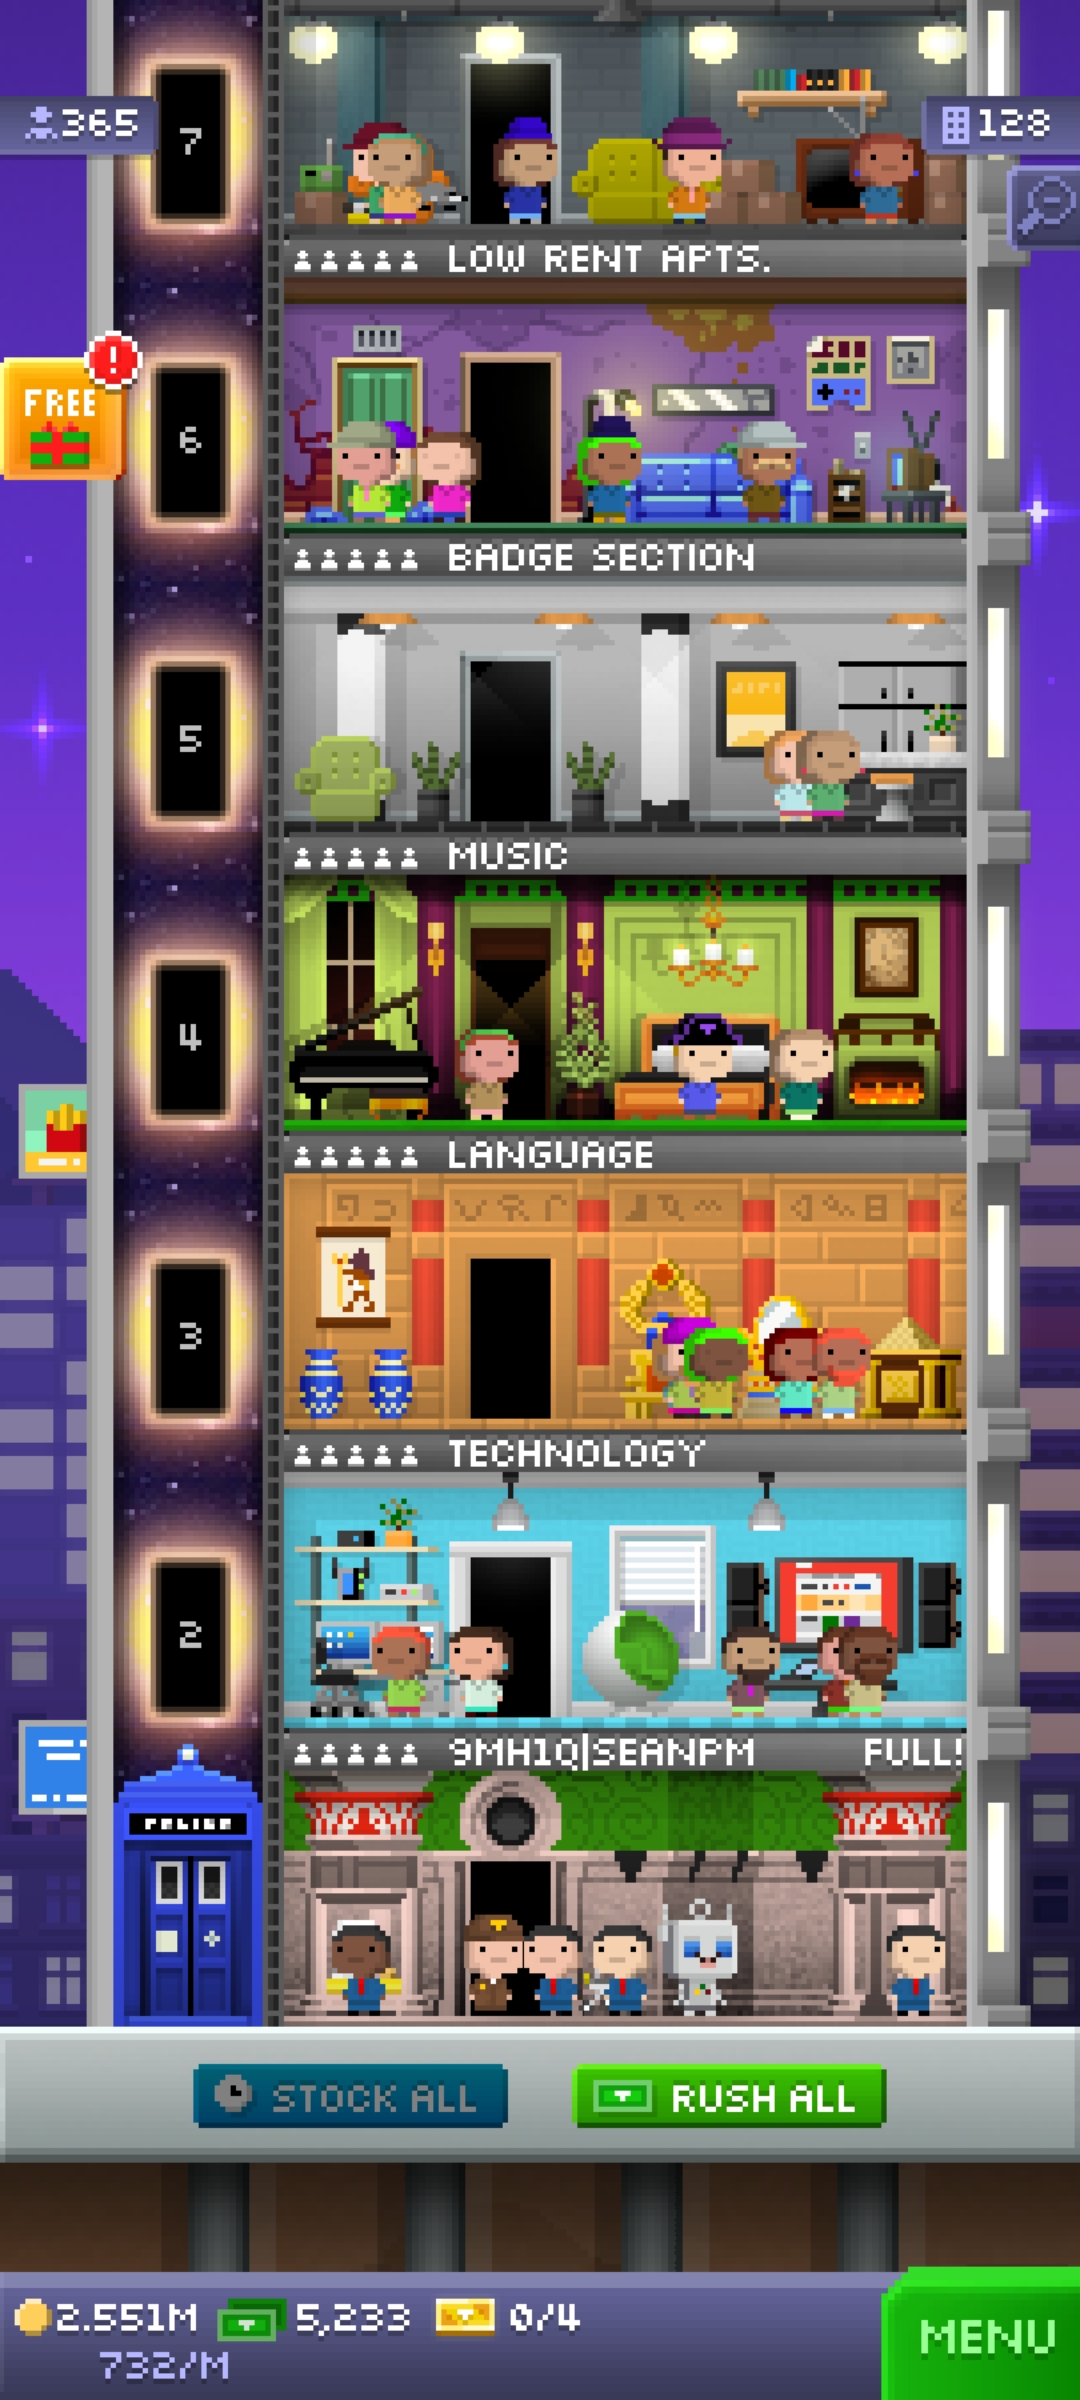 7
365
128
LOW RENT APTS.
FREE
!
6
BADGE SECTION
5
MUSIC
4
LANGUAGE
3
TECHNOLOGY
2
9MH1Q|SEANPM FULL!
POLICE
STOCK ALL
RUSH ALL
2.551M
5,233
0/4
732/M
MENU